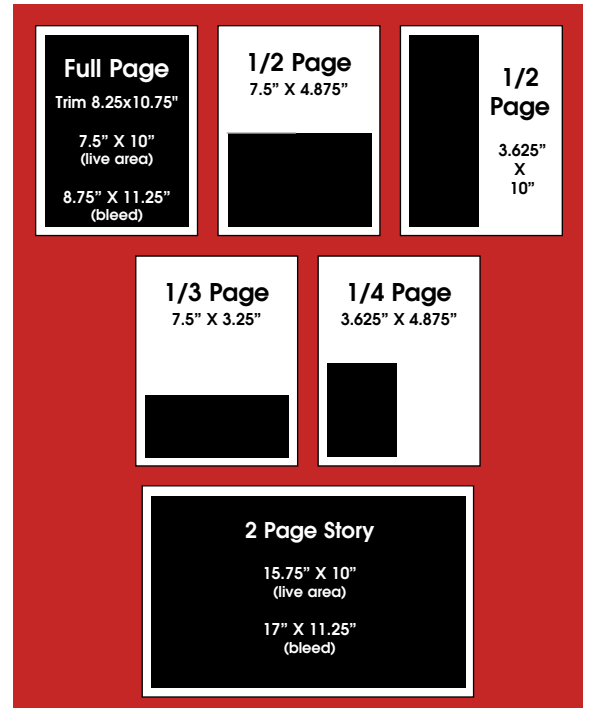 Full Page
Trim 8.25x10.75"
7.5” X 10”
(live area)
8.75” X 11.25”
(bleed)
1/2 Page
7.5” X 4.875”
1/2
Page
3.625”
X
10”
1/3 Page
7.5” X 3.25”
1/4 Page
3.625” X 4.875”
2 Page Story
15.75” X 10”
(live area)
17” X 11.25”
(bleed)